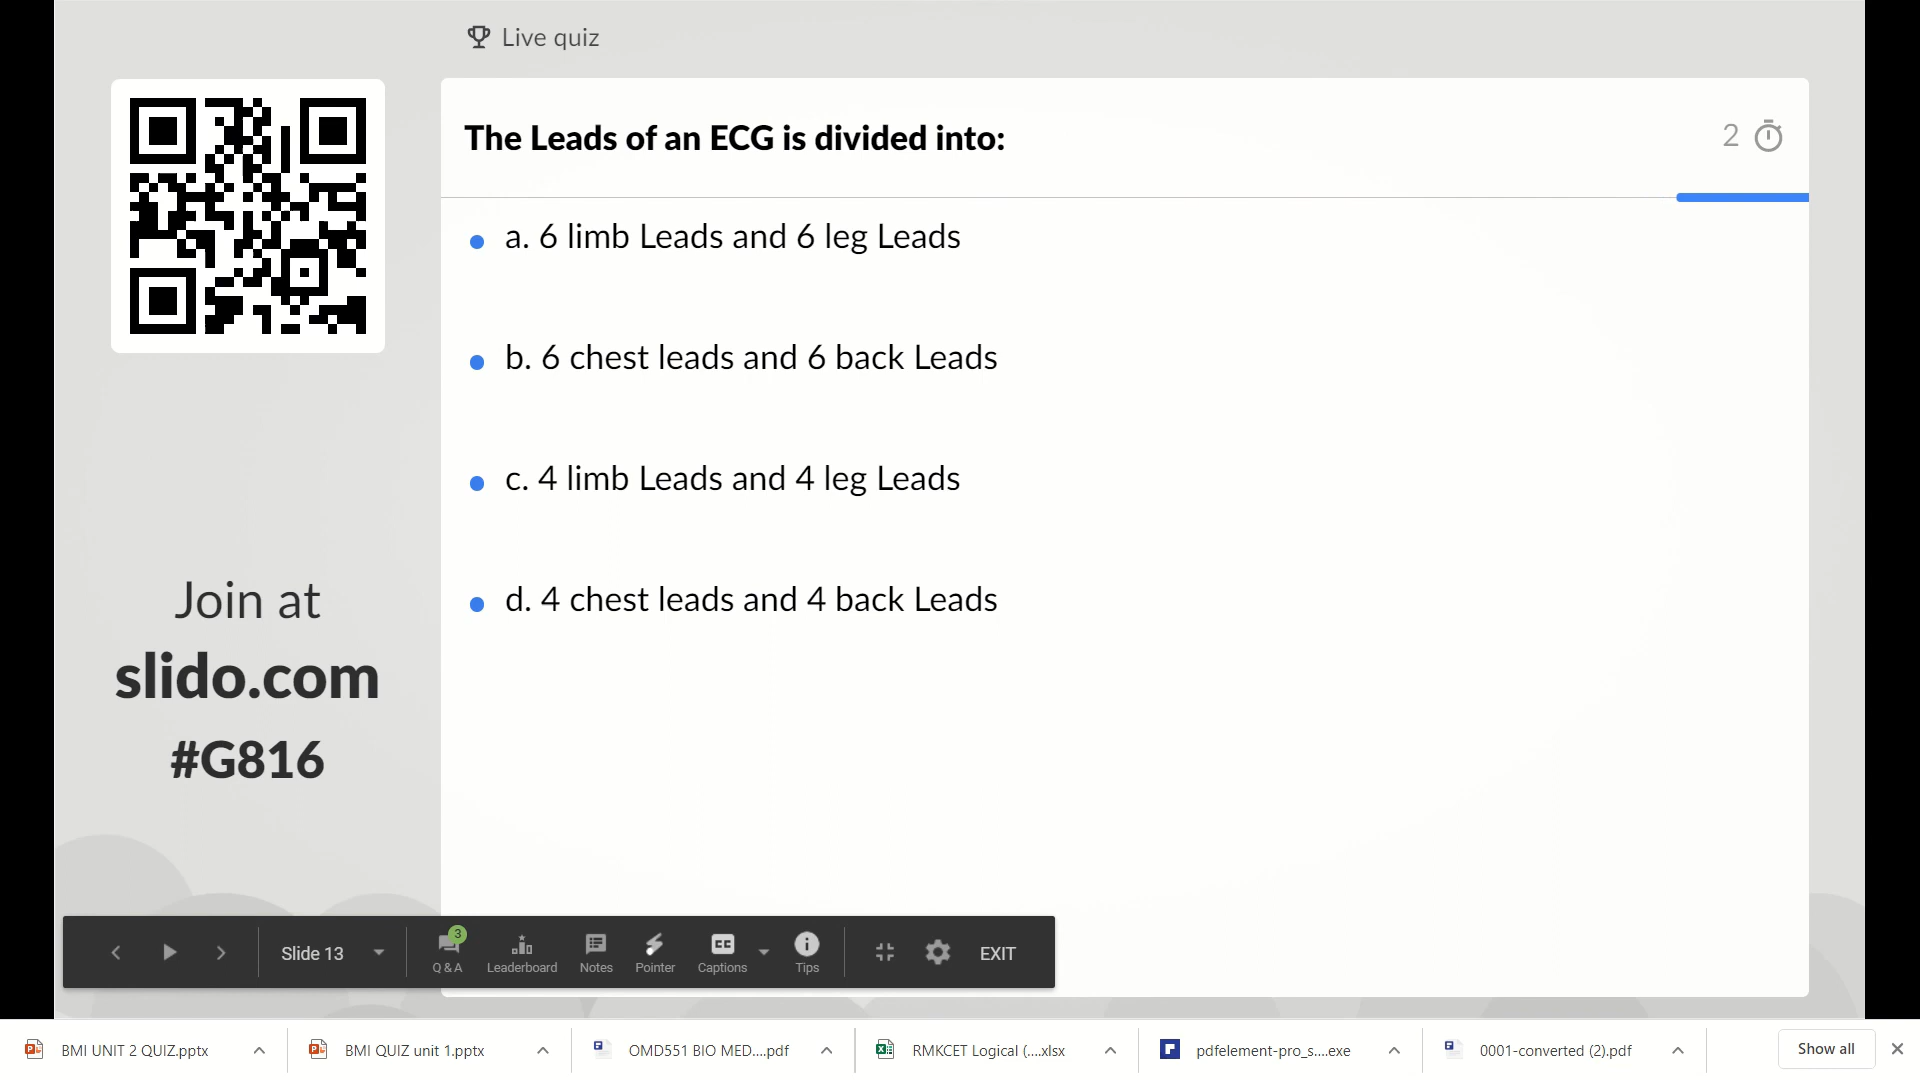 Live quiz
The Leads of an ECG is divided into:
2
a. 6 limb Leads and 6 leg Leads
b. 6 chest leads and 6 back Leads
c. 4 limb Leads and 4 leg Leads
d. 4 chest leads and 4 back Leads
Join at
slido.com
#G816
Slide 13
3
Q & A
Leaderboard
Notes
Pointer
CC
Captions
Tips
EXIT
BMI UNIT 2 QUIZ.pptx
BMI QUIZ unit 1.pptx
OMD551 BIO MED....pdf
RMKCET Logical (....xlsx
pdfelement-pro_s....exe
0001-converted (2).pdf
Show all